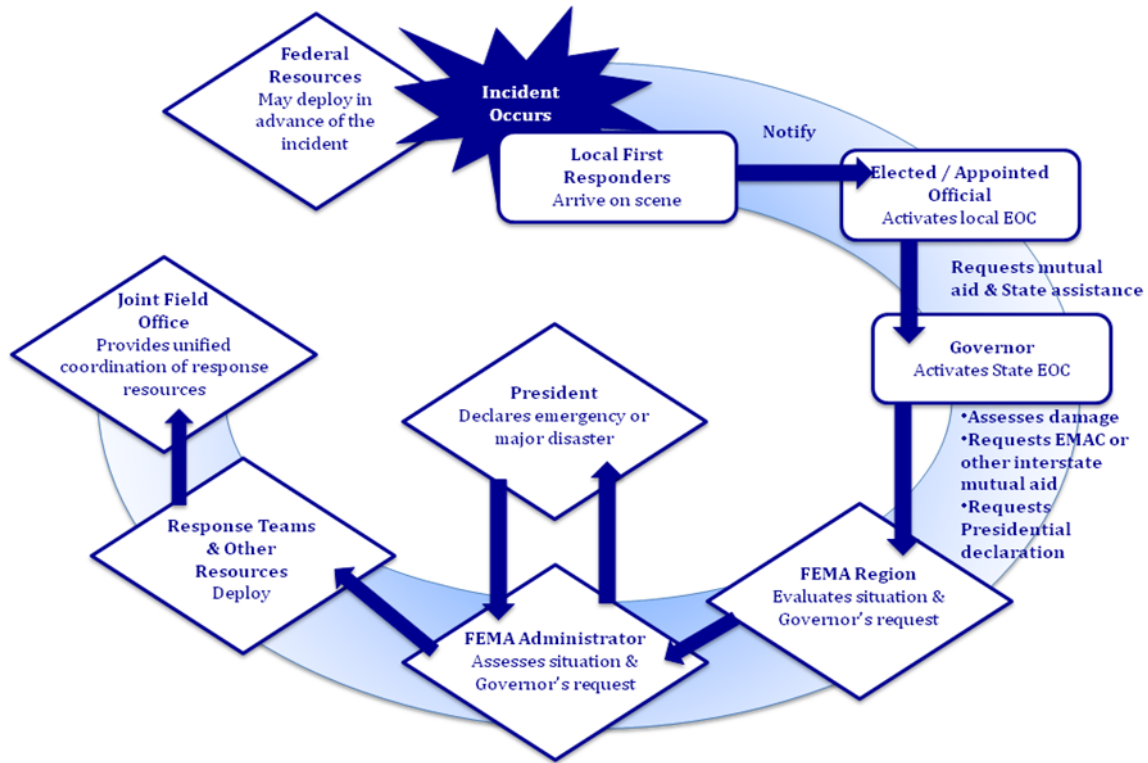 Federal
Resources
May deploy in
advance of the
incident
Incident
Occurs
Local First
Responders
Arrive on scene
Notify
Elected / Appointed
Official
Activates local EOC
Requests mutual
aid & State assistance
Governor
Activates State EOC
•Assesses damage
•Requests EMAC or
other interstate
mutual aid
•Requests
Presidential
declaration
FEMA Region
Evaluates situation &
Governor's request
FEMA Administrator
Assesses situation &
Governor's request
President
Declares emergency or
major disaster
Response Teams
& Other
Resources
Deploy
Joint Field
Office
Provides unified
coordination of response
resources